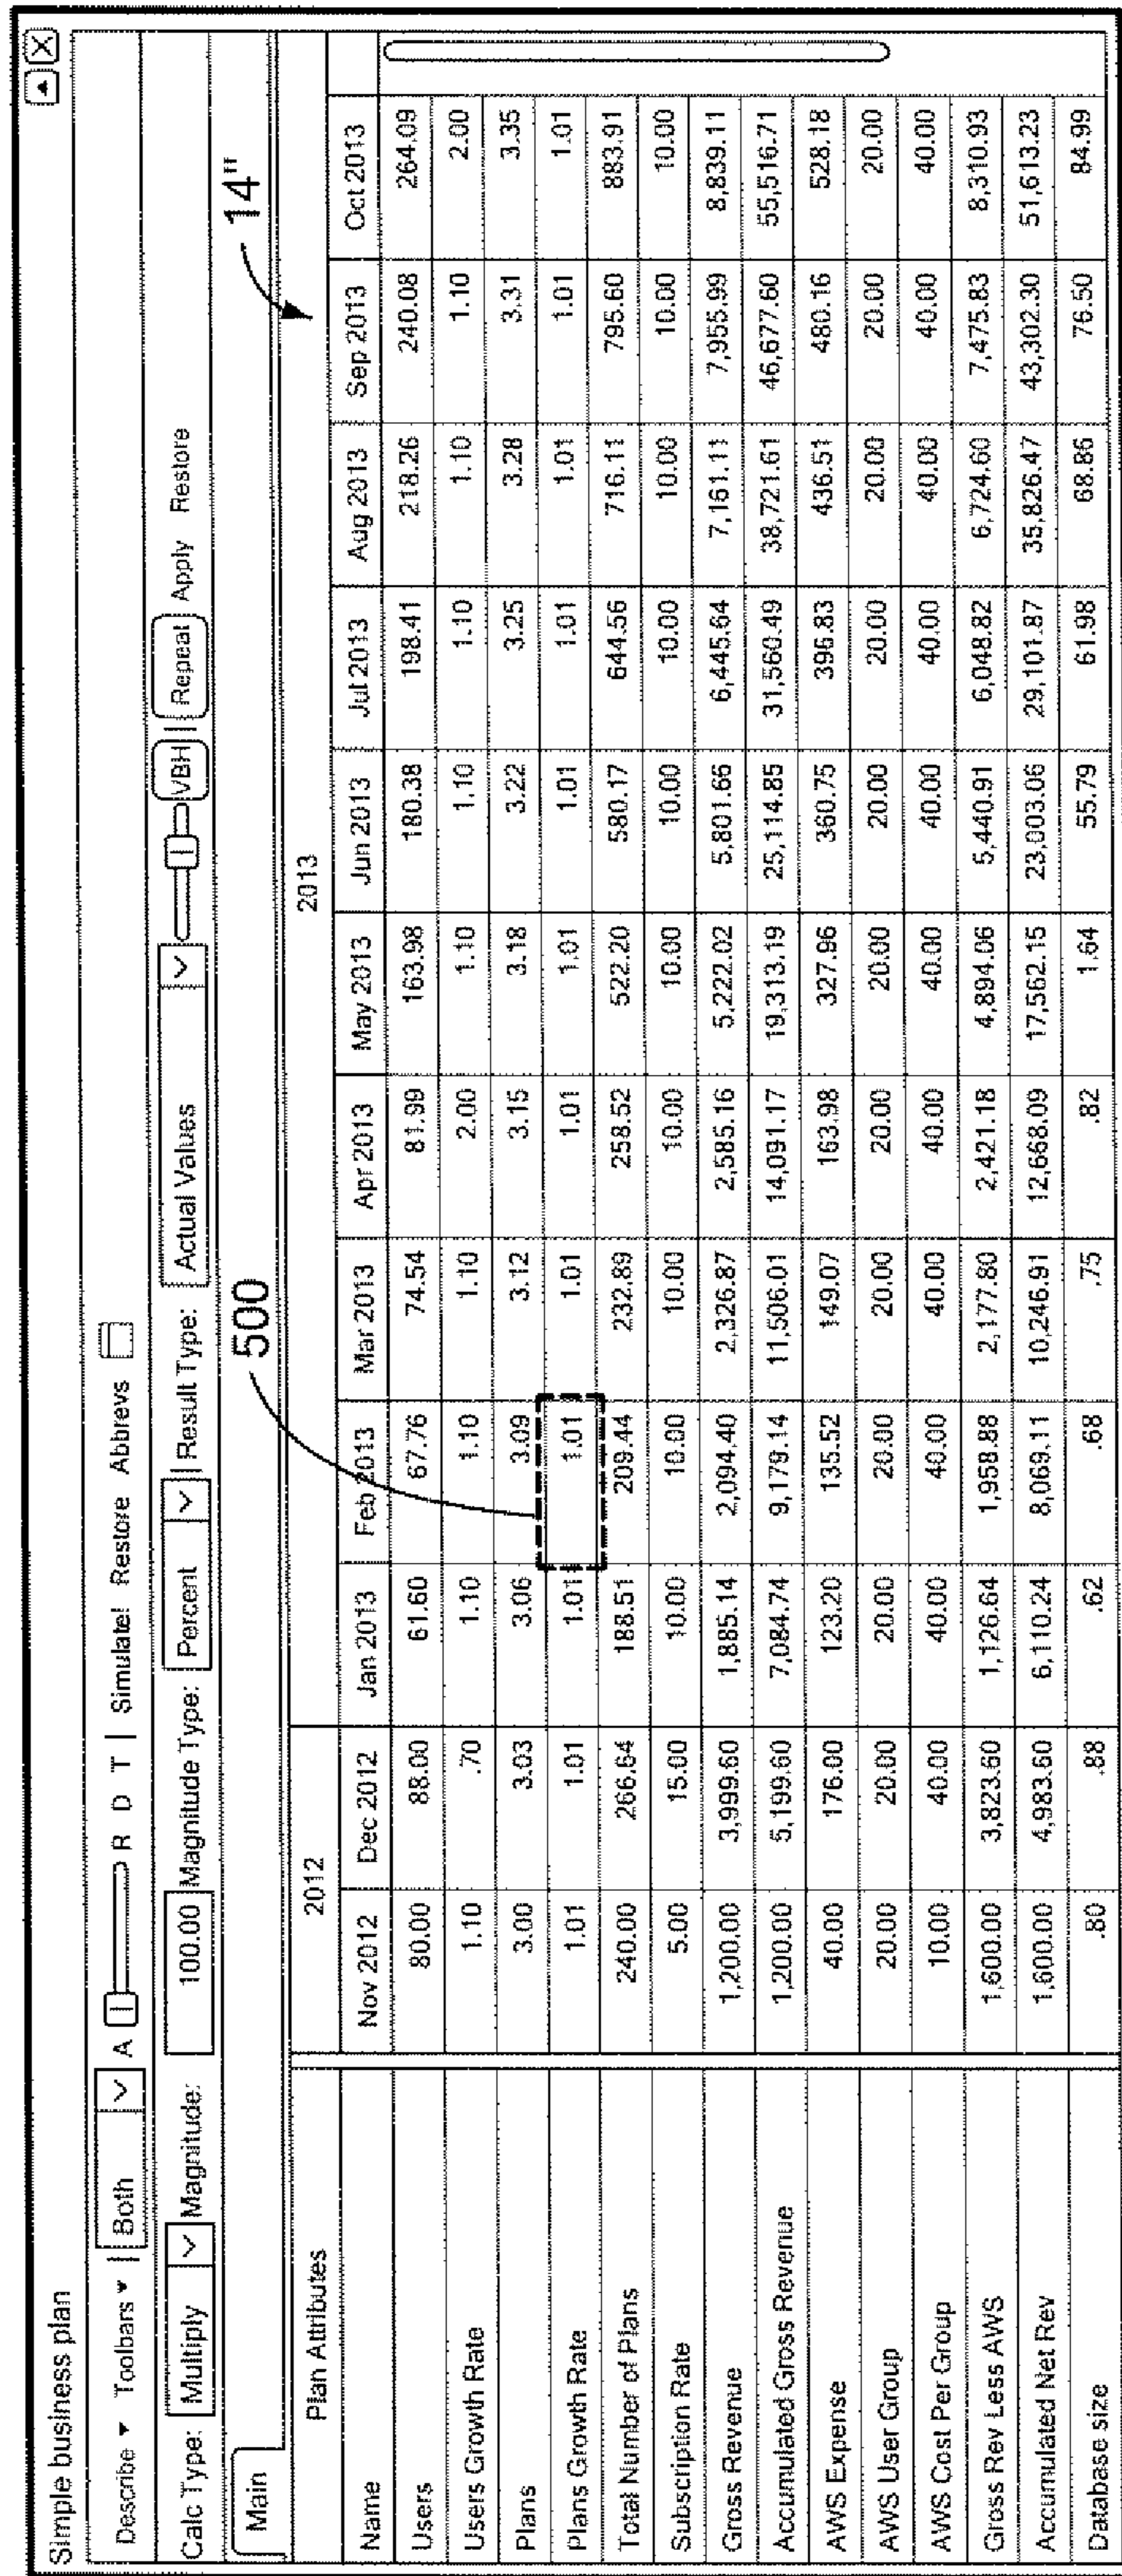 Simple business plan
Describe ▾ Toolbars ▾ | Both A R D T | Simulate! Restore Abbrevs
Calc Type: Multiply Magnitude: 100.00 Magnitude Type: Percent | Result Type: Actual Values VBH | Repeat Apply Restore
Main
500
14"
Plan Attributes 2012 2013
Name Nov 2012 Dec 2012 Jan 2013 Feb 2013 Mar 2013 Apr 2013 May 2013 Jun 2013 Jul 2013 Aug 2013 Sep 2013 Oct 2013
Users 80.00 88.00 61.60 67.76 74.54 81.99 163.98 180.38 198.41 218.26 240.08 264.09
Users Growth Rate 1.10 .70 1.10 1.10 1.10 2.00 1.10 1.10 1.10 1.10 1.10 2.00
Plans 3.00 3.03 3.06 3.09 3.12 3.15 3.18 3.22 3.25 3.28 3.31 3.35
Plans Growth Rate 1.01 1.01 1.01 1.01 1.01 1.01 1.01 1.01 1.01 1.01 1.01 1.01
Total Number of Plans 240.00 266.64 188.51 209.44 232.89 258.52 522.20 580.17 644.56 716.11 795.60 883.91
Subscription Rate 5.00 15.00 10.00 10.00 10.00 10.00 10.00 10.00 10.00 10.00 10.00 10.00
Gross Revenue 1,200.00 3,999.60 1,885.14 2,094.40 2,326.87 2,585.16 5,222.02 5,801.66 6,445.64 7,161.11 7,955.99 8,839.11
Accumulated Gross Revenue 1,200.00 5,199.60 7,084.74 9,179.14 11,506.01 14,091.17 19,313.19 25,114.85 31,560.49 38,721.61 46,677.60 55,516.71
AWS Expense 40.00 176.00 123.20 135.52 149.07 163.98 327.96 360.75 396.83 436.51 480.16 528.18
AWS User Group 20.00 20.00 20.00 20.00 20.00 20.00 20.00 20.00 20.00 20.00 20.00 20.00
AWS Cost Per Group 10.00 40.00 40.00 40.00 40.00 40.00 40.00 40.00 40.00 40.00 40.00 40.00
Gross Rev Less AWS 1,600.00 3,823.60 1,126.64 1,958.88 2,177.80 2,421.18 4,894.06 5,440.91 6,048.82 6,724.60 7,475.83 8,310.93
Accumulated Net Rev 1,600.00 4,983.60 6,110.24 8,069.11 10,246.91 12,668.09 17,562.15 23,003.06 29,101.87 35,826.47 43,302.30 51,613.23
Database size .80 .88 .62 .68 .75 .82 1.64 55.79 61.98 68.86 76.50 84.99